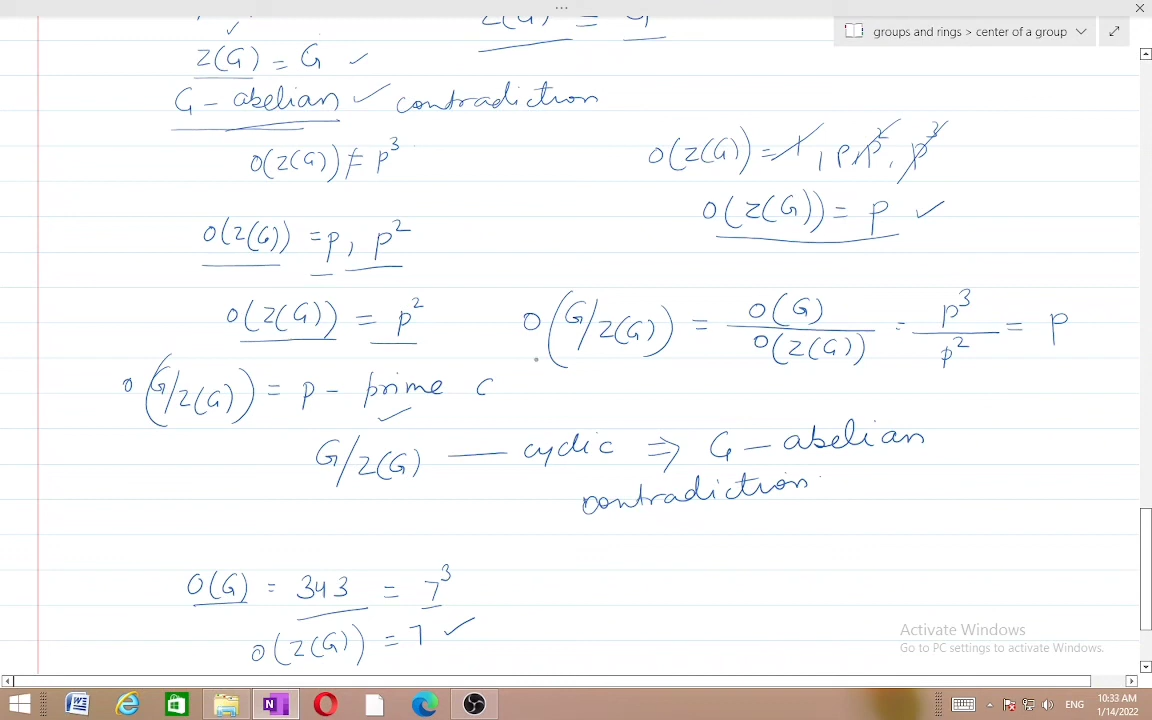 groups and rings > center of a group
Z(G) = G ✓
G - abelian ✓ contradiction
O(Z(G)) ≠ p³
O(Z(G)) = 1, p, p², p³
O(Z(G)) = p ✓
O(Z(G)) = p, p²
O(Z(G)) = p²
O(G/Z(G)) = O(G)/O(Z(G)) = p³/p² = p
O(G/Z(G)) = p - prime C
G/Z(G) — cyclic ⇒ G - abelian
contradiction
O(G) = 343 = 7³
O(Z(G)) = 7 ✓
Activate Windows
Go to PC settings to activate Windows.
ENG
10:33 AM
1/14/2022